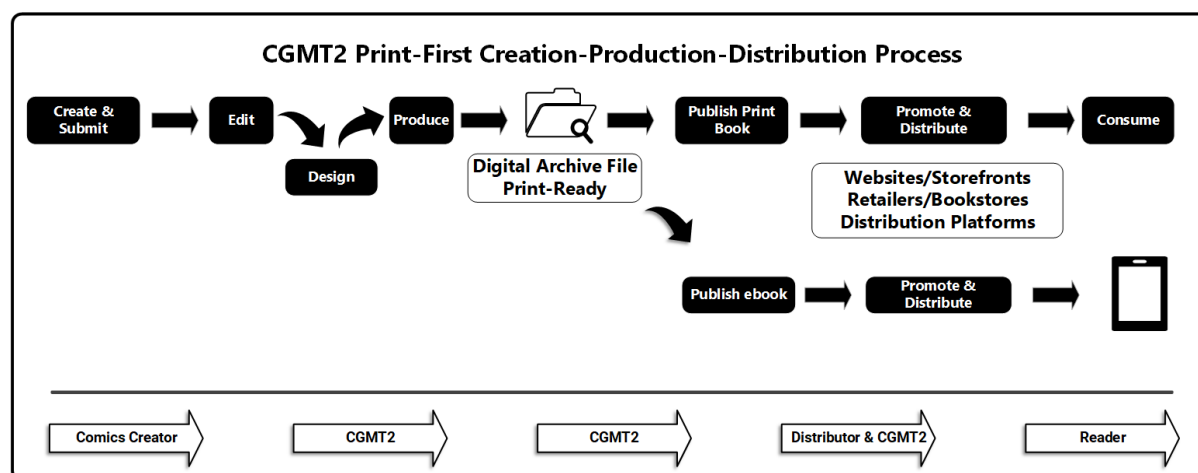 CGMT2 Print-First Creation-Production-Distribution Process
Create &
Submit
Edit
Design
Produce
Digital Archive File
Print-Ready
Publish Print
Book
Promote &
Distribute
Consume
Websites/Storefronts
Retailers/Bookstores
Distribution Platforms
Publish ebook
Promote &
Distribute
Comics Creator
CGMT2
CGMT2
Distributor & CGMT2
Reader